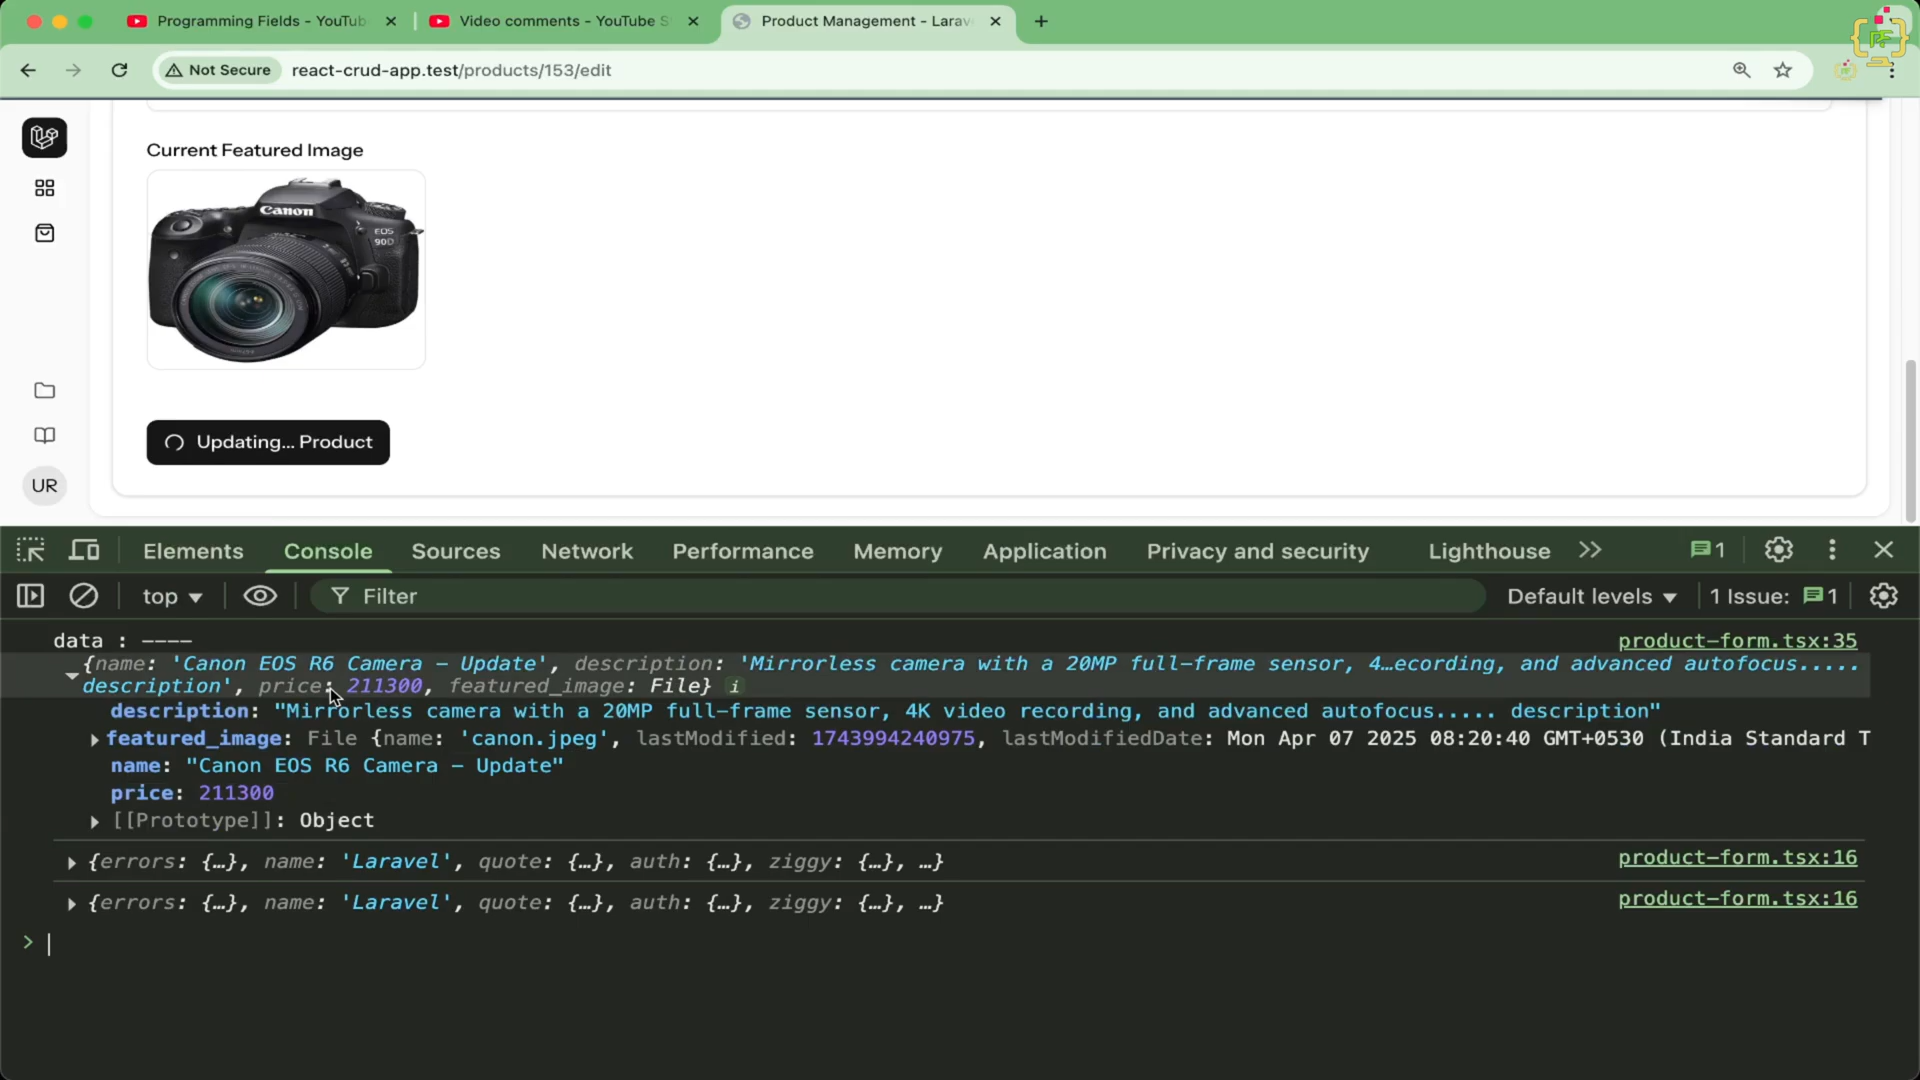 Programming Fields - YouTub
Video comments - YouTube S
Product Management - Larav
Not Secure
react-crud-app.test/products/153/edit
PF
Current Featured Image
Canon
EOS
90D
Updating... Product
UR
Elements
Console
Sources
Network
Performance
Memory
Application
Privacy and security
Lighthouse
1
top
Filter
Default levels
1 Issue: 1
data : ----
product-form.tsx:35
{name: 'Canon EOS R6 Camera - Update', description: 'Mirrorless camera with a 20MP full-frame sensor, 4…ecording, and advanced autofocus.....
description', price: 211300, featured_image: File} i
description: "Mirrorless camera with a 20MP full-frame sensor, 4K video recording, and advanced autofocus..... description"
featured_image: File {name: 'canon.jpeg', lastModified: 1743994240975, lastModifiedDate: Mon Apr 07 2025 08:20:40 GMT+0530 (India Standard T
name: "Canon EOS R6 Camera - Update"
price: 211300
[[Prototype]]: Object
{errors: {…}, name: 'Laravel', quote: {…}, auth: {…}, ziggy: {…}, …}
product-form.tsx:16
{errors: {…}, name: 'Laravel', quote: {…}, auth: {…}, ziggy: {…}, …}
product-form.tsx:16